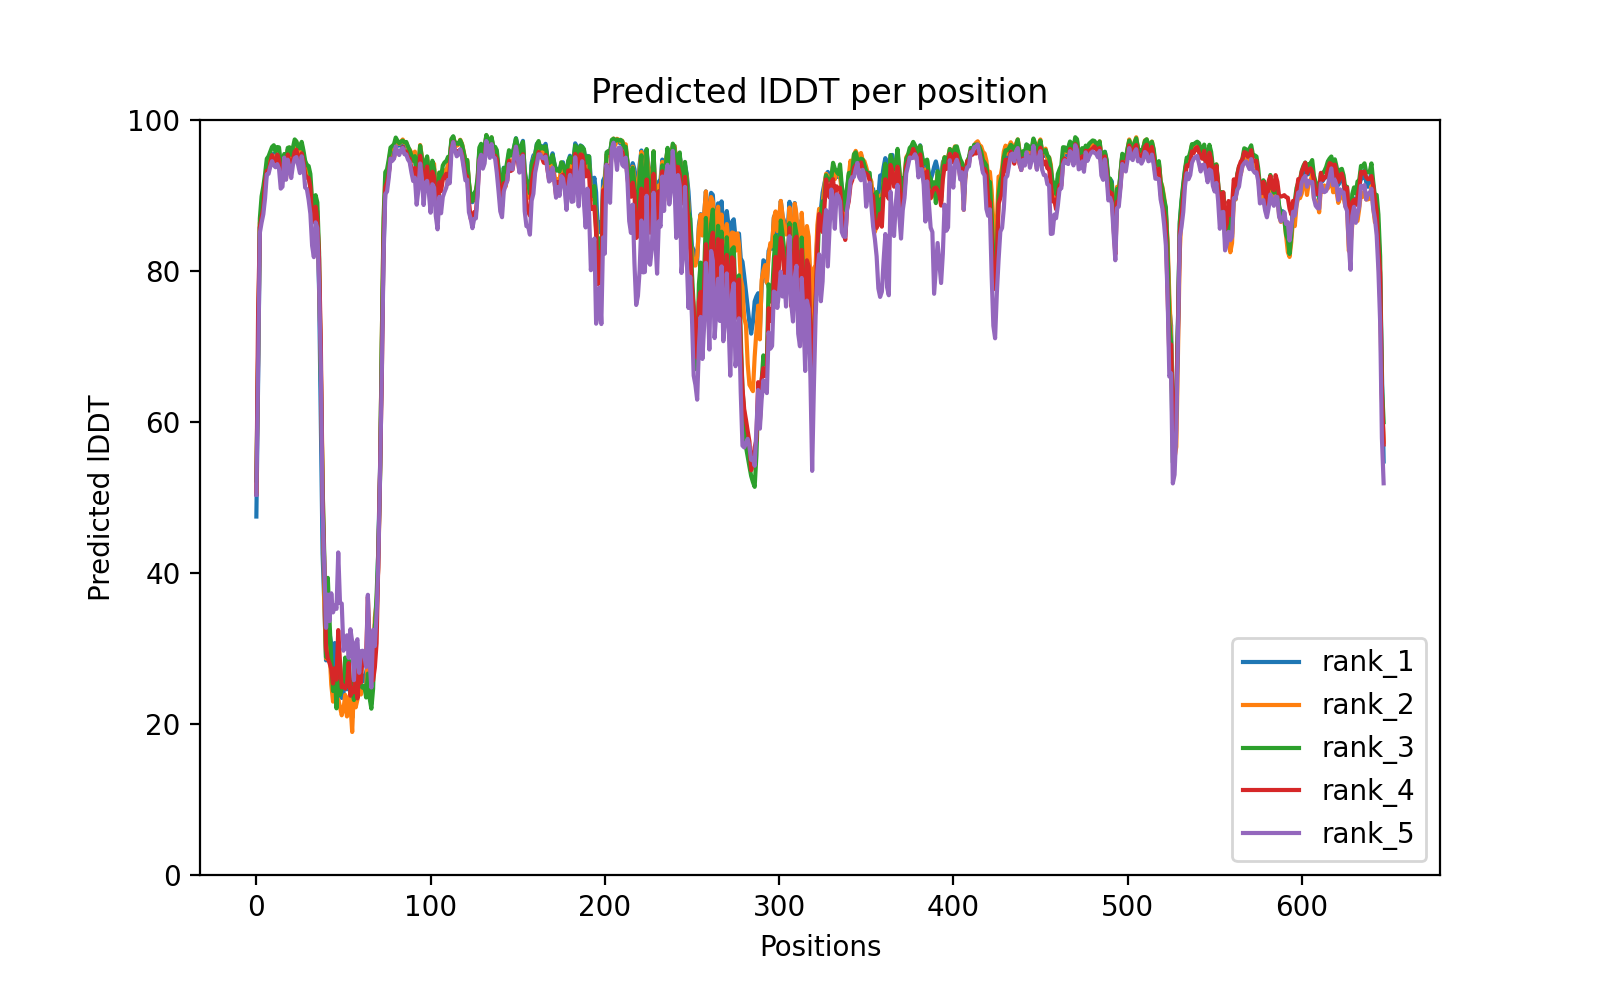 Predicted lDDT per position
100
80
60
40
20
0
Predicted lDDT
0 100 200 300 400 500 600
Positions
rank_1
rank_2
rank_3
rank_4
rank_5